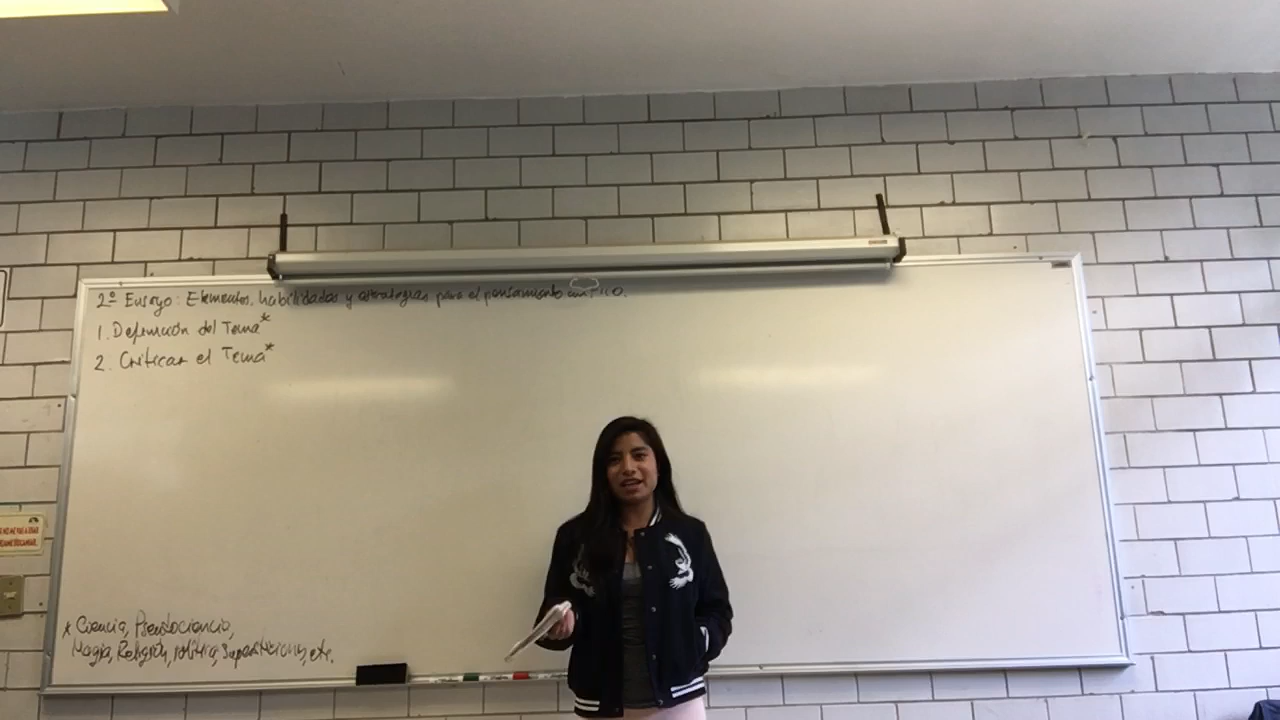 2º Ensayo: Elementos, habilidades y estrategias para el pensamiento crítico.
1. Definición del Tema*
2. Criticar el Tema*
* Ciencia, Pseudociencia,
Magia, Religión, política, Supersticiones, etc.